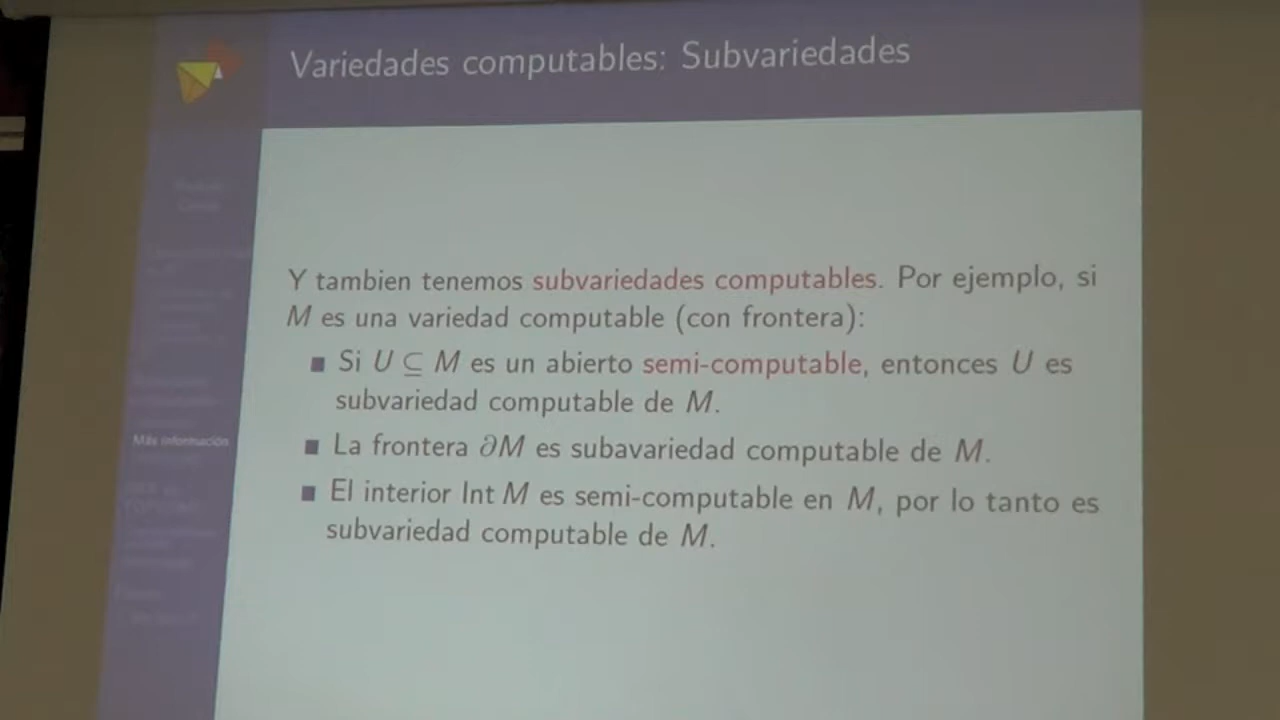 Variedades computables: Subvariedades
Más información
Y tambien tenemos subvariedades computables. Por ejemplo, si
M es una variedad computable (con frontera):
■ Si U ⊆ M es un abierto semi-computable, entonces U es
subvariedad computable de M.
■ La frontera ∂M es subavariedad computable de M.
■ El interior Int M es semi-computable en M, por lo tanto es
subvariedad computable de M.